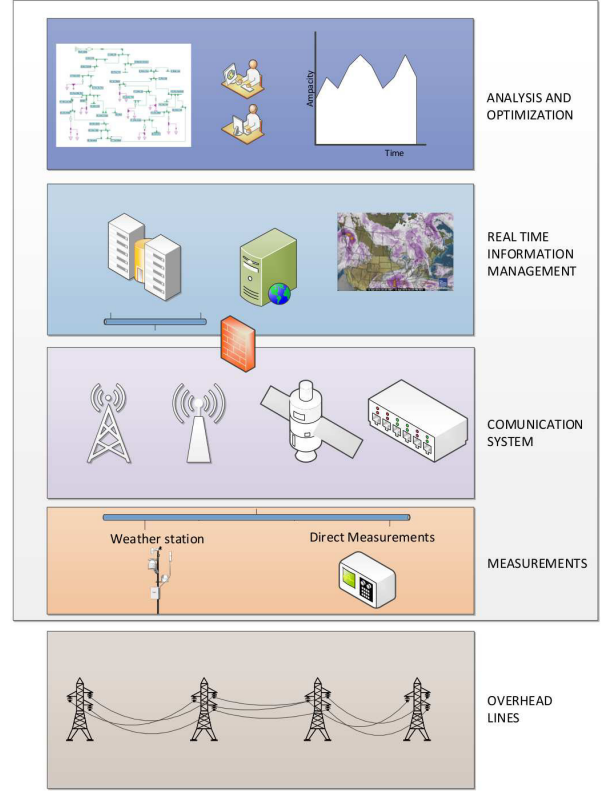 Ampacity
Time
ANALYSIS AND
OPTIMIZATION
REAL TIME
INFORMATION
MANAGEMENT
COMUNICATION
SYSTEM
Weather station
Direct Measurements
MEASUREMENTS
OVERHEAD
LINES